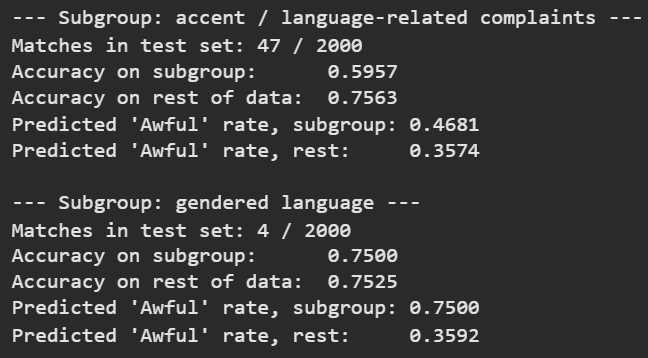 --- Subgroup: accent / language-related complaints ---
Matches in test set: 47 / 2000
Accuracy on subgroup:      0.5957
Accuracy on rest of data:  0.7563
Predicted 'Awful' rate, subgroup: 0.4681
Predicted 'Awful' rate, rest:     0.3574

--- Subgroup: gendered language ---
Matches in test set: 4 / 2000
Accuracy on subgroup:      0.7500
Accuracy on rest of data:  0.7525
Predicted 'Awful' rate, subgroup: 0.7500
Predicted 'Awful' rate, rest:     0.3592